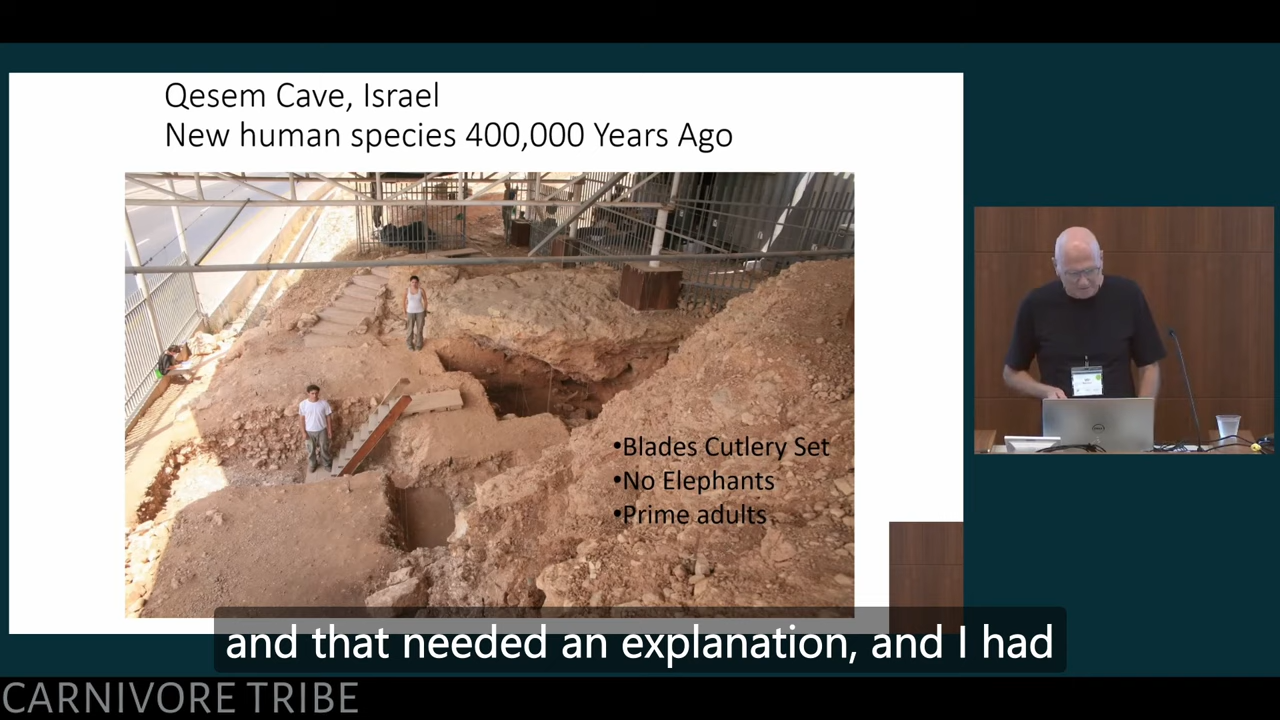 Qesem Cave, Israel
New human species 400,000 Years Ago
•Blades Cutlery Set
•No Elephants
•Prime adults
and that needed an explanation, and I had
CARNIVORE TRIBE